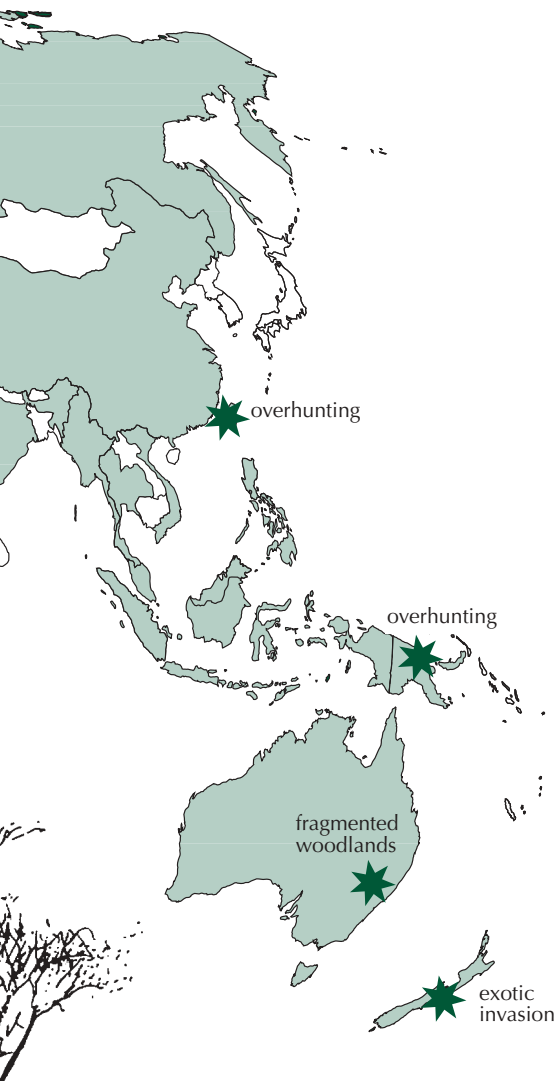 overhunting
overhunting
fragmented
woodlands
exotic
invasion